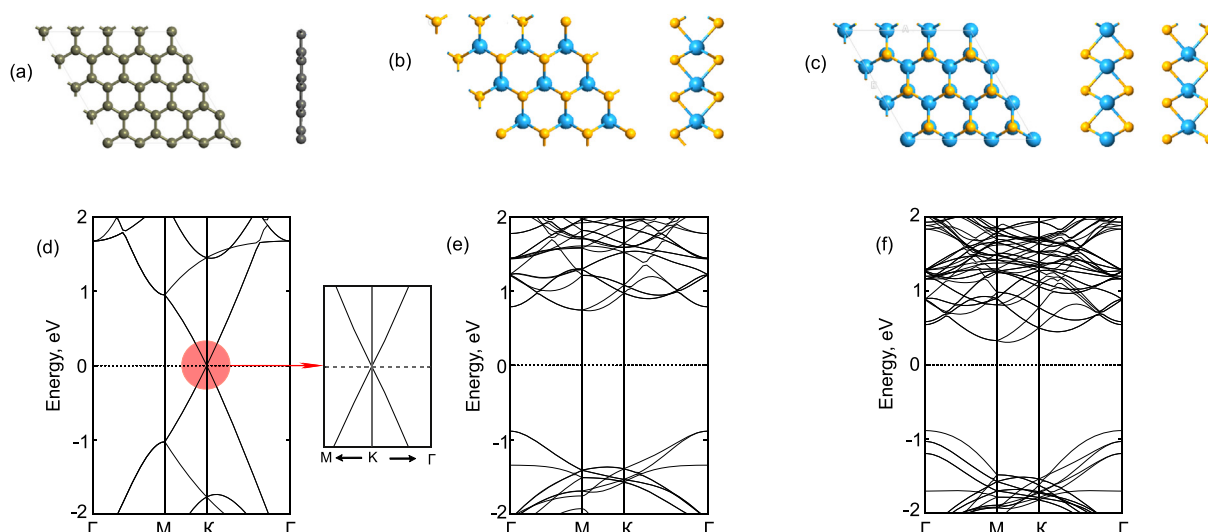 (a)
(b)
(c)
(d)
2
1
0
-1
-2
Energy, eV
Γ
M
K
Γ
M
K
Γ
(e)
2
1
0
-1
-2
Energy, eV
Γ
M
K
Γ
(f)
2
1
0
-1
-2
Energy, eV
Γ
M
K
Γ